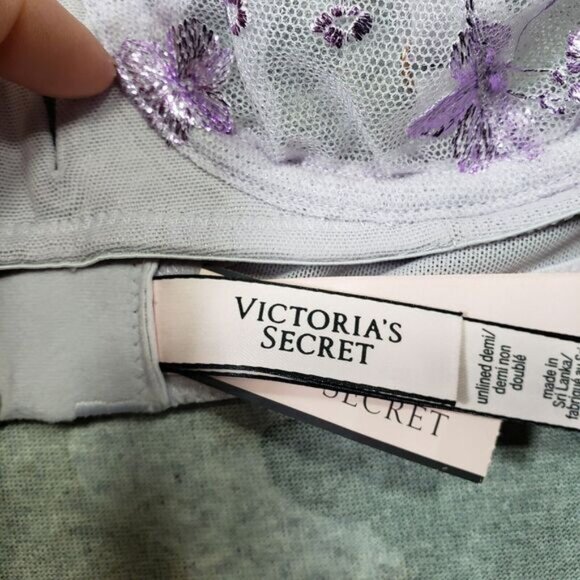 VICTORIA'S
SECRET
unlined demi/
demi non
doublé
made in
Sri Lanka/
SECRET